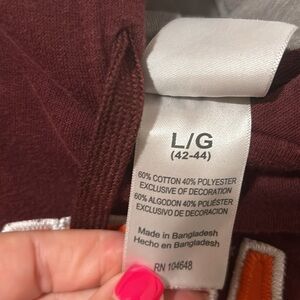 L/G
(42-44)
60% COTTON 40% POLYESTER
EXCLUSIVE OF DECORATION
60% ALGODON 40% POLIÉSTER
EXCLUSIVO DE DECORACION
Made in Bangladesh
Hecho en Bangladesh
RN 104648